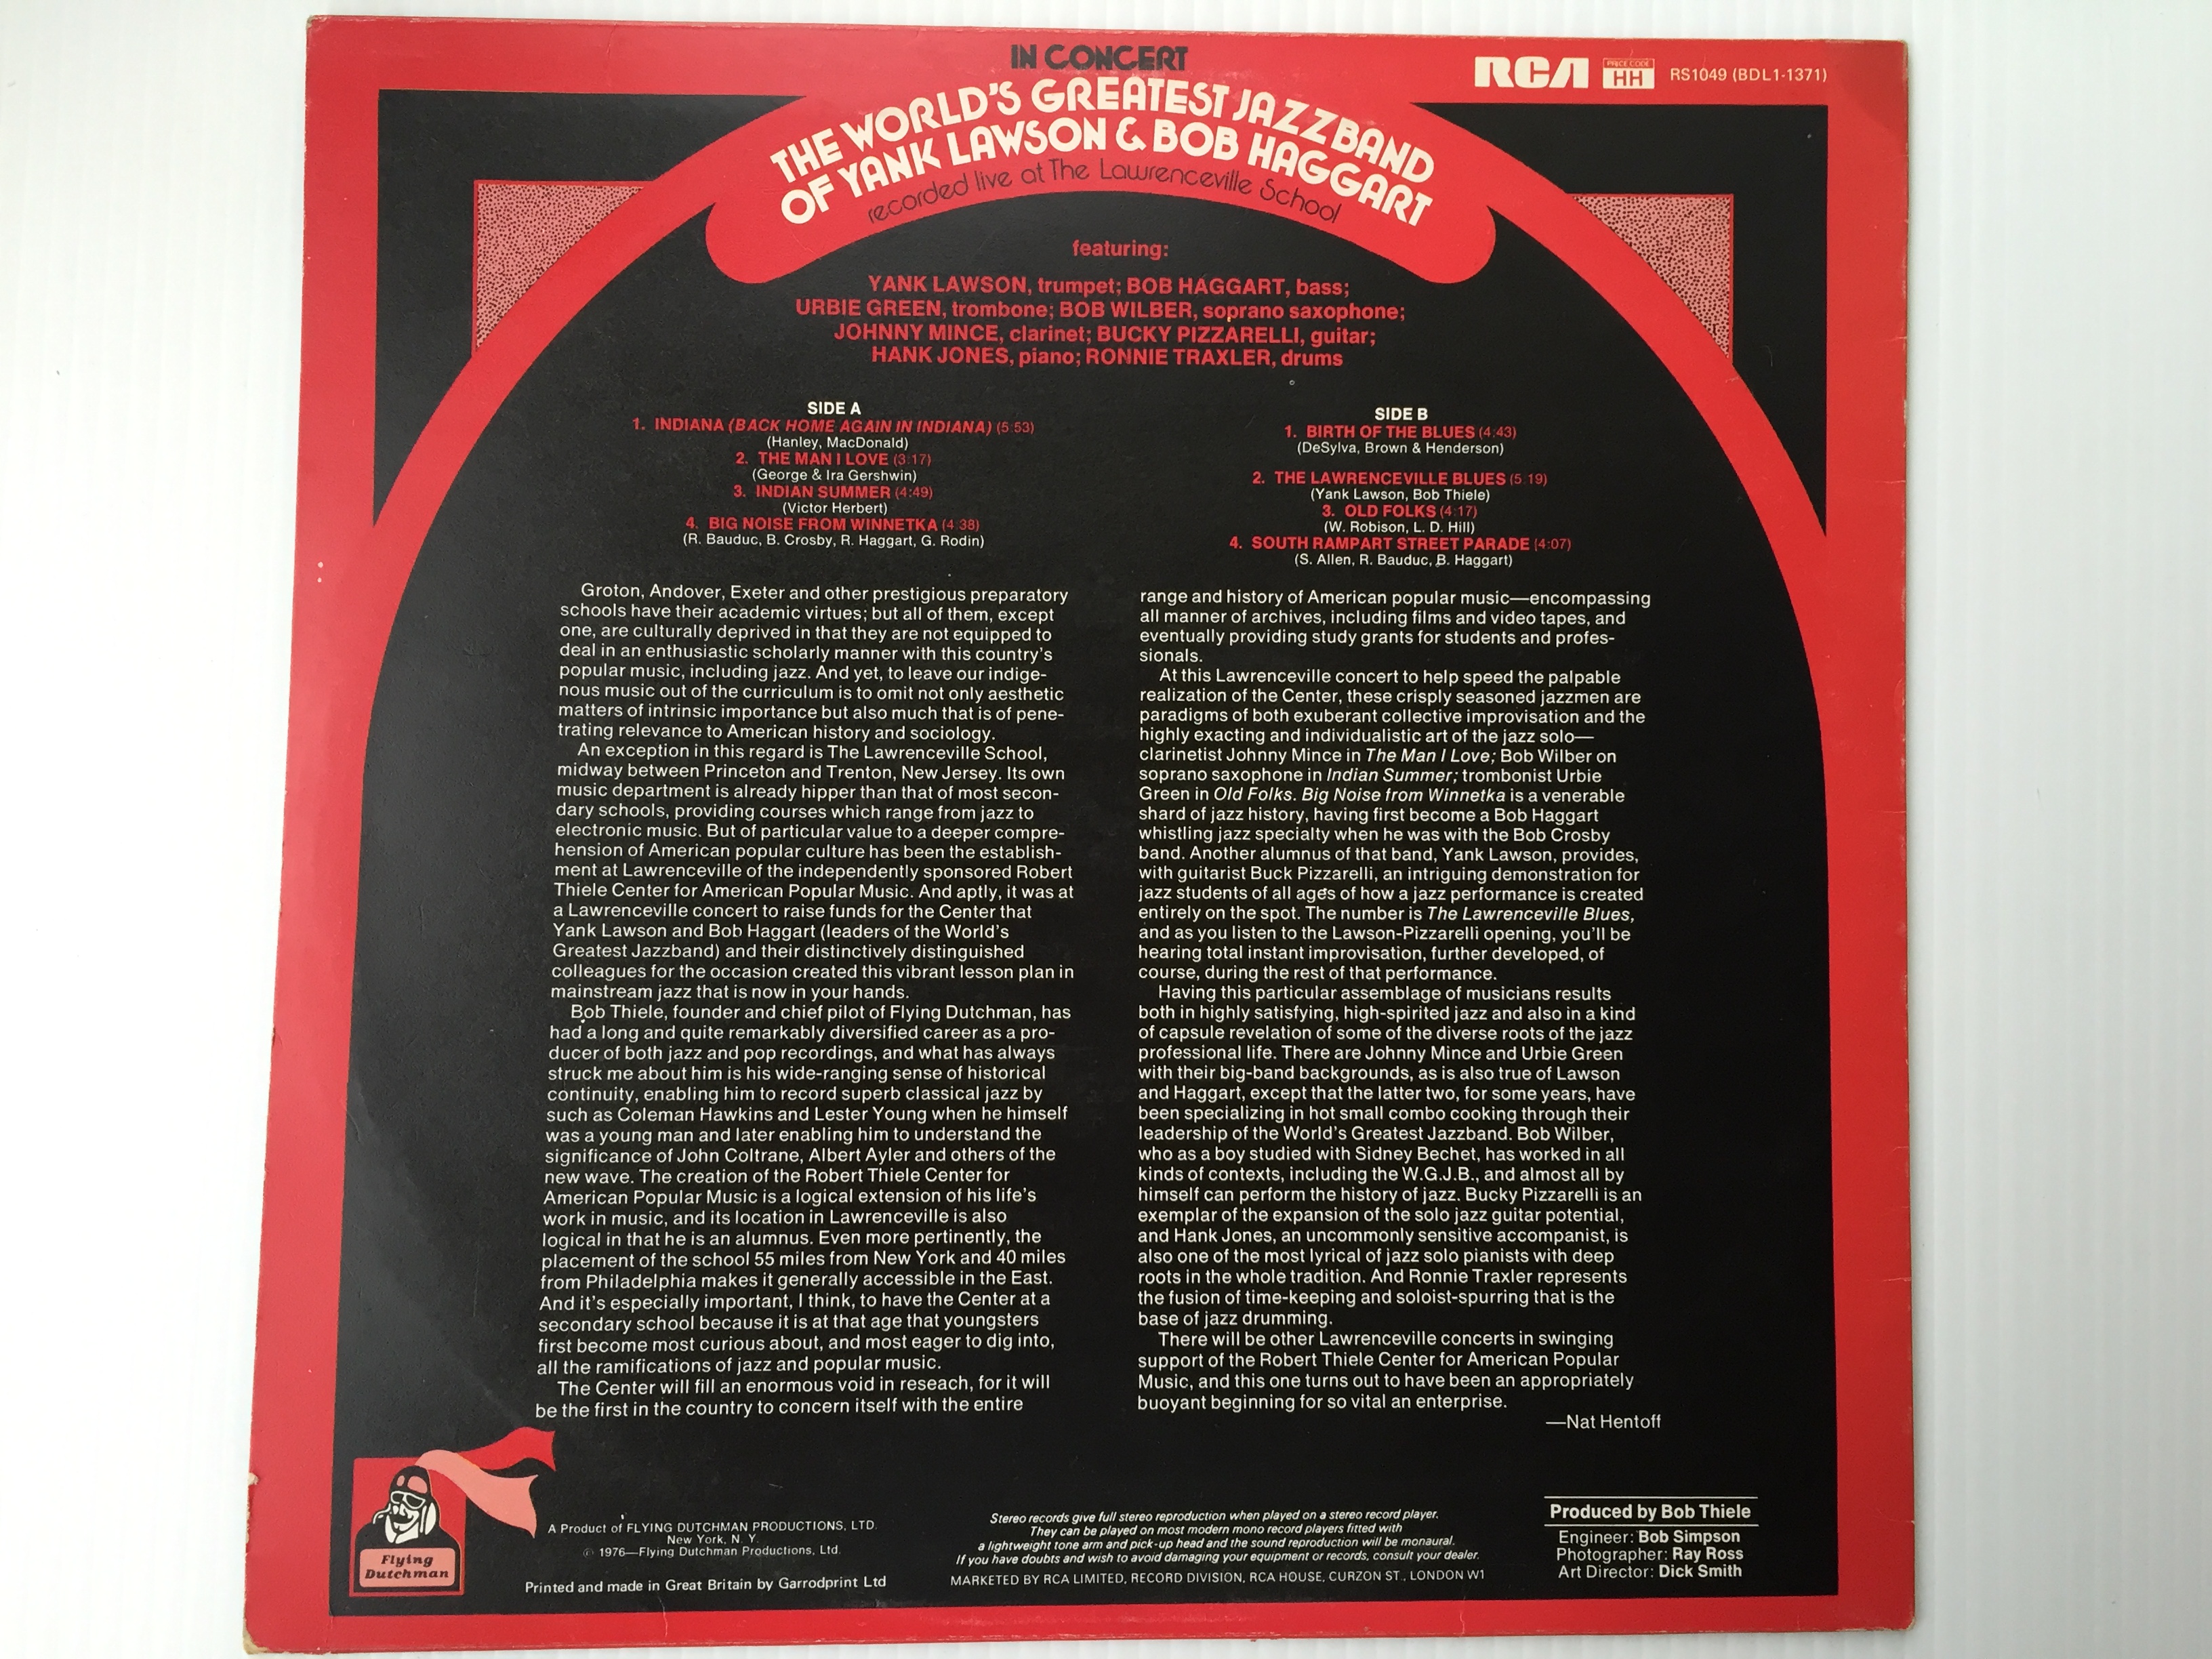 IN CONCERT
THE WORLD'S GREATEST JAZZBAND
OF YANK LAWSON & BOB HAGGART
recorded live at The Lawrenceville School
RCA PRICE CODE HH RS1049 (BDL1-1371)
featuring:
YANK LAWSON, trumpet; BOB HAGGART, bass;
URBIE GREEN, trombone; BOB WILBER, soprano saxophone;
JOHNNY MINCE, clarinet; BUCKY PIZZARELLI, guitar;
HANK JONES, piano; RONNIE TRAXLER, drums
SIDE A
1. INDIANA (BACK HOME AGAIN IN INDIANA) (5:53)
(Hanley, MacDonald)
2. THE MAN I LOVE (3:17)
(George & Ira Gershwin)
3. INDIAN SUMMER (4:49)
(Victor Herbert)
4. BIG NOISE FROM WINNETKA (4:38)
(R. Bauduc, B. Crosby, R. Haggart, G. Rodin)
SIDE B
1. BIRTH OF THE BLUES (4:43)
(DeSylva, Brown & Henderson)
2. THE LAWRENCEVILLE BLUES (5:19)
(Yank Lawson, Bob Thiele)
3. OLD FOLKS (4:17)
(W. Robison, L. D. Hill)
4. SOUTH RAMPART STREET PARADE (4:07)
(S. Allen, R. Bauduc, B. Haggart)
Groton, Andover, Exeter and other prestigious preparatory
schools have their academic virtues; but all of them, except
one, are culturally deprived in that they are not equipped to
deal in an enthusiastic scholarly manner with this country's
popular music, including jazz. And yet, to leave our indige-
nous music out of the curriculum is to omit not only aesthetic
matters of intrinsic importance but also much that is of pene-
trating relevance to American history and sociology.
An exception in this regard is The Lawrenceville School,
midway between Princeton and Trenton, New Jersey. Its own
music department is already hipper than that of most secon-
dary schools, providing courses which range from jazz to
electronic music. But of particular value to a deeper compre-
hension of American popular culture has been the establish-
ment at Lawrenceville of the independently sponsored Robert
Thiele Center for American Popular Music. And aptly, it was at
a Lawrenceville concert to raise funds for the Center that
Yank Lawson and Bob Haggart (leaders of the World's
Greatest Jazzband) and their distinctively distinguished
colleagues for the occasion created this vibrant lesson plan in
mainstream jazz that is now in your hands.
Bob Thiele, founder and chief pilot of Flying Dutchman, has
had a long and quite remarkably diversified career as a pro-
ducer of both jazz and pop recordings, and what has always
struck me about him is his wide-ranging sense of historical
continuity, enabling him to record superb classical jazz by
such as Coleman Hawkins and Lester Young when he himself
was a young man and later enabling him to understand the
significance of John Coltrane, Albert Ayler and others of the
new wave. The creation of the Robert Thiele Center for
American Popular Music is a logical extension of his life's
work in music, and its location in Lawrenceville is also
logical in that he is an alumnus. Even more pertinently, the
placement of the school 55 miles from New York and 40 miles
from Philadelphia makes it generally accessible in the East.
And it's especially important, I think, to have the Center at a
secondary school because it is at that age that youngsters
first become most curious about, and most eager to dig into,
all the ramifications of jazz and popular music.
The Center will fill an enormous void in reseach, for it will
be the first in the country to concern itself with the entire
range and history of American popular music—encompassing
all manner of archives, including films and video tapes, and
eventually providing study grants for students and profes-
sionals.
At this Lawrenceville concert to help speed the palpable
realization of the Center, these crisply seasoned jazzmen are
paradigms of both exuberant collective improvisation and the
highly exacting and individualistic art of the jazz solo—
clarinetist Johnny Mince in The Man I Love; Bob Wilber on
soprano saxophone in Indian Summer; trombonist Urbie
Green in Old Folks. Big Noise from Winnetka is a venerable
shard of jazz history, having first become a Bob Haggart
whistling jazz specialty when he was with the Bob Crosby
band. Another alumnus of that band, Yank Lawson, provides,
with guitarist Buck Pizzarelli, an intriguing demonstration for
jazz students of all ages of how a jazz performance is created
entirely on the spot. The number is The Lawrenceville Blues,
and as you listen to the Lawson-Pizzarelli opening, you'll be
hearing total instant improvisation, further developed, of
course, during the rest of that performance.
Having this particular assemblage of musicians results
both in highly satisfying, high-spirited jazz and also in a kind
of capsule revelation of some of the diverse roots of the jazz
professional life. There are Johnny Mince and Urbie Green
with their big-band backgrounds, as is also true of Lawson
and Haggart, except that the latter two, for some years, have
been specializing in hot small combo cooking through their
leadership of the World's Greatest Jazzband. Bob Wilber,
who as a boy studied with Sidney Bechet, has worked in all
kinds of contexts, including the W.G.J.B., and almost all by
himself can perform the history of jazz. Bucky Pizzarelli is an
exemplar of the expansion of the solo jazz guitar potential,
and Hank Jones, an uncommonly sensitive accompanist, is
also one of the most lyrical of jazz solo pianists with deep
roots in the whole tradition. And Ronnie Traxler represents
the fusion of time-keeping and soloist-spurring that is the
base of jazz drumming.
There will be other Lawrenceville concerts in swinging
support of the Robert Thiele Center for American Popular
Music, and this one turns out to have been an appropriately
buoyant beginning for so vital an enterprise.
—Nat Hentoff
Flying
Dutchman
A Product of FLYING DUTCHMAN PRODUCTIONS, LTD.
New York, N. Y.
℗ 1976—Flying Dutchman Productions, Ltd.
Printed and made in Great Britain by Garrodprint Ltd
Stereo records give full stereo reproduction when played on a stereo record player.
They can be played on most modern mono record players fitted with
a lightweight tone arm and pick-up head and the sound reproduction will be monaural.
If you have doubts and wish to avoid damaging your equipment or records, consult your dealer.
MARKETED BY RCA LIMITED, RECORD DIVISION, RCA HOUSE, CURZON ST., LONDON W1
Produced by Bob Thiele
Engineer: Bob Simpson
Photographer: Ray Ross
Art Director: Dick Smith